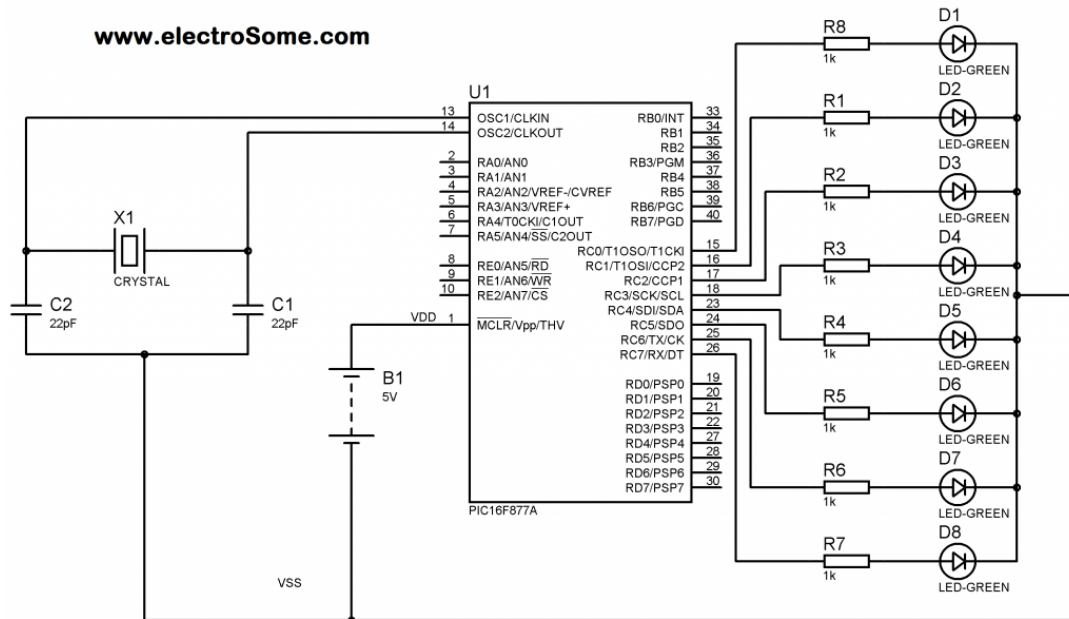 www.electroSome.com
X1
CRYSTAL
C2
22pF
C1
22pF
VDD
B1
5V
VSS
U1
13 OSC1/CLKIN
14 OSC2/CLKOUT
2 RA0/AN0
3 RA1/AN1
4 RA2/AN2/VREF-/CVREF
5 RA3/AN3/VREF+
6 RA4/T0CKI/C1OUT
7 RA5/AN4/SS/C2OUT
8 RE0/AN5/RD
9 RE1/AN6/WR
10 RE2/AN7/CS
1 MCLR/Vpp/THV
RB0/INT 33
RB1 34
RB2 35
RB3/PGM 36
RB4 37
RB5 38
RB6/PGC 39
RB7/PGD 40
RC0/T1OSO/T1CKI 15
RC1/T1OSI/CCP2 16
RC2/CCP1 17
RC3/SCK/SCL 18
RC4/SDI/SDA 23
RC5/SDO 24
RC6/TX/CK 25
RC7/RX/DT 26
RD0/PSP0 19
RD1/PSP1 20
RD2/PSP2 21
RD3/PSP3 22
RD4/PSP4 27
RD5/PSP5 28
RD6/PSP6 29
RD7/PSP7 30
PIC16F877A
R8
1k
D1
LED-GREEN
R1
1k
D2
LED-GREEN
R2
1k
D3
LED-GREEN
R3
1k
D4
LED-GREEN
R4
1k
D5
LED-GREEN
R5
1k
D6
LED-GREEN
R6
1k
D7
LED-GREEN
R7
1k
D8
LED-GREEN